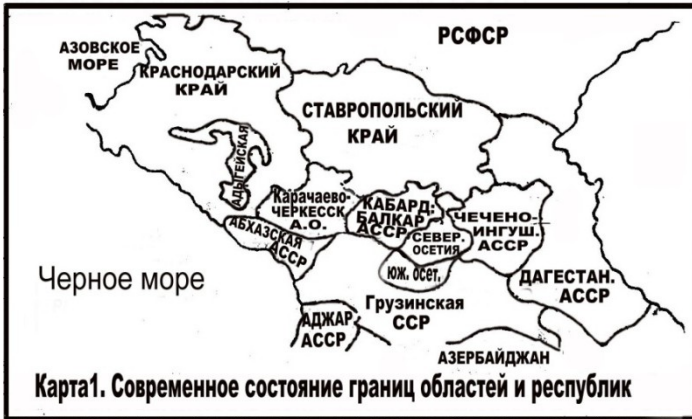 РСФСР
АЗОВСКОЕ
МОРЕ
КРАСНОДАРСКИЙ
КРАЙ
СТАВРОПОЛЬСКИЙ
КРАЙ
АДЫГЕЙСКАЯ
Карачаево-
ЧЕРКЕССК
А.О.
КАБАРД:
БАЛКАР.
АССР
СЕВЕР.
ОСЕТИЯ
ЧЕЧЕНО-
ИНГУШ.
АССР
АБХАЗСКАЯ
АССР
ЮЖ. ОСЕТ.
ДАГЕСТАН.
АССР
Черное море
Грузинская
ССР
АДЖАР.
АССР
АЗЕРБАЙДЖАН
Карта1. Современное состояние границ областей и республик